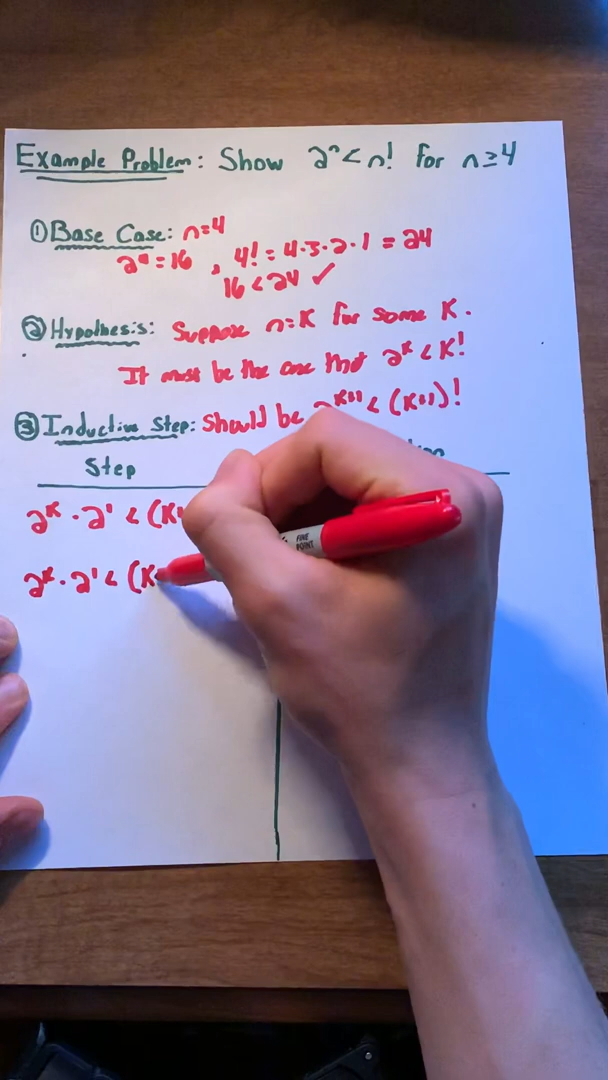 Example Problem: Show 2ⁿ < n! for n ≥ 4
① Base Case: n=4
2⁴ = 16 , 4! = 4·3·2·1 = 24
16 < 24 ✓
② Hypothesis: Suppose n=K for some K.
It must be the case that 2ᴷ < K!
③ Inductive Step: Should be 2ᴷ⁺¹ < (K+1)!
Step
2ᴷ · 2¹ < (K+
FINE POINT
2ᴷ · 2¹ < (K